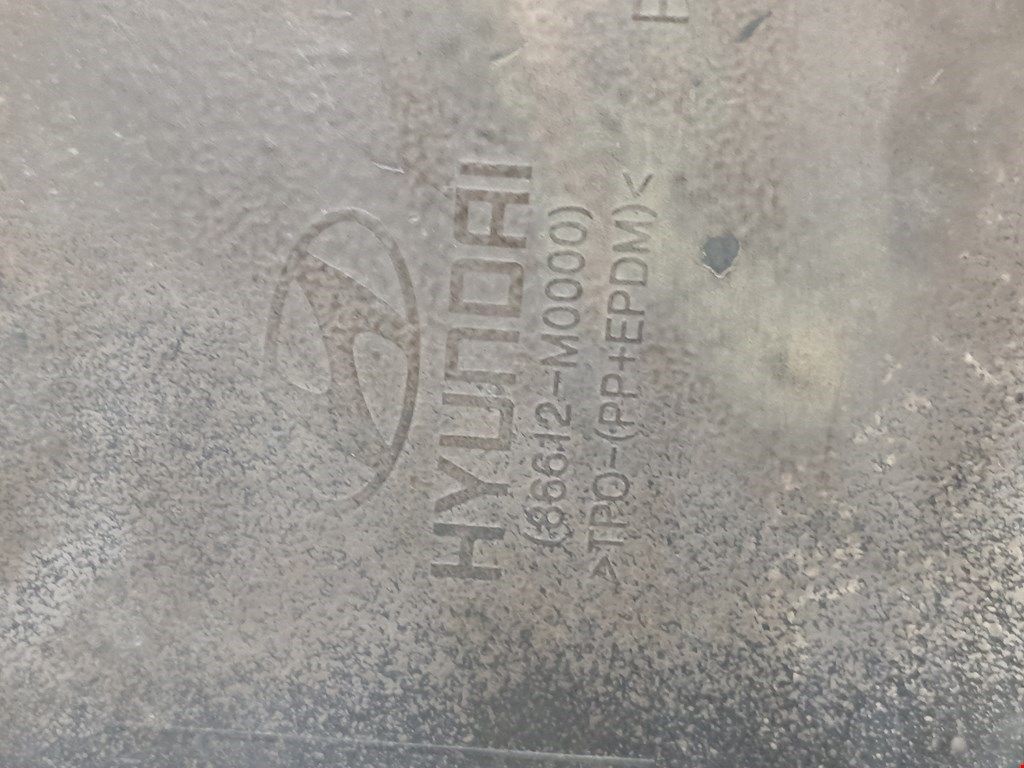 HYUNDAI
(86612-M0000)
>TPO-(PP+EPDM)<